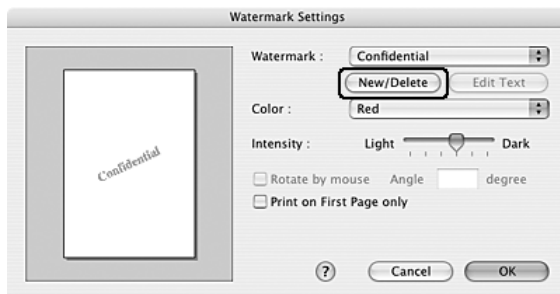 Watermark Settings
Watermark : Confidential
New/Delete Edit Text
Color : Red
Intensity : Light Dark
Confidential
Rotate by mouse Angle degree
Print on First Page only
? Cancel OK